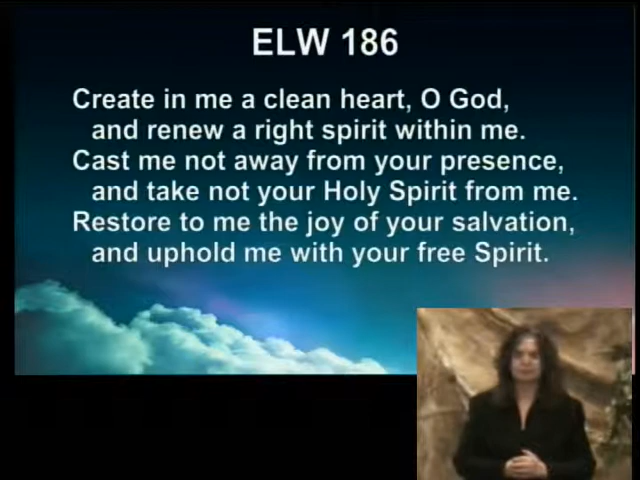 ELW 186
Create in me a clean heart, O God,
and renew a right spirit within me.
Cast me not away from your presence,
and take not your Holy Spirit from me.
Restore to me the joy of your salvation,
and uphold me with your free Spirit.